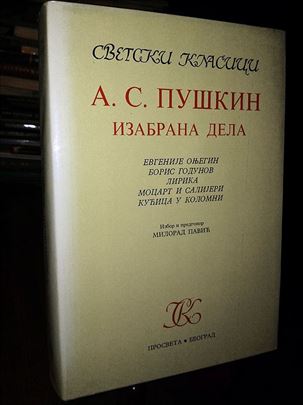 СВЕТСКИ КЛАСИЦИ
А. С. ПУШКИН
ИЗАБРАНА ДЕЛА
ЕВГЕНИЈЕ ОЊЕГИН
БОРИС ГОДУНОВ
ЛИРИКА
МОЦАРТ И САЛИЈЕРИ
КУЋИЦА У КОЛОМНИ
Избор и предговор
МИЛОРАД ПАВИЋ
ПРОСВЕТА ★ БЕОГРАД